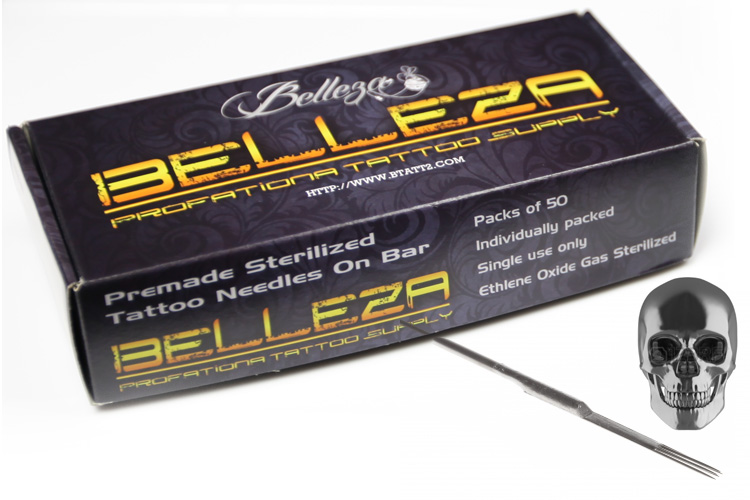 Belleza
BELLEZA
PROFATIONA TATTOO SUPPLY
HTTP://WWW.BTATT2.COM
Premade Sterilized
Tattoo Needles On Bar
BELLEZA
PROFATIONA TATTOO SUPPLY
Packs of 50
Individually packed
Single use only
Ethlene Oxide Gas Sterilized